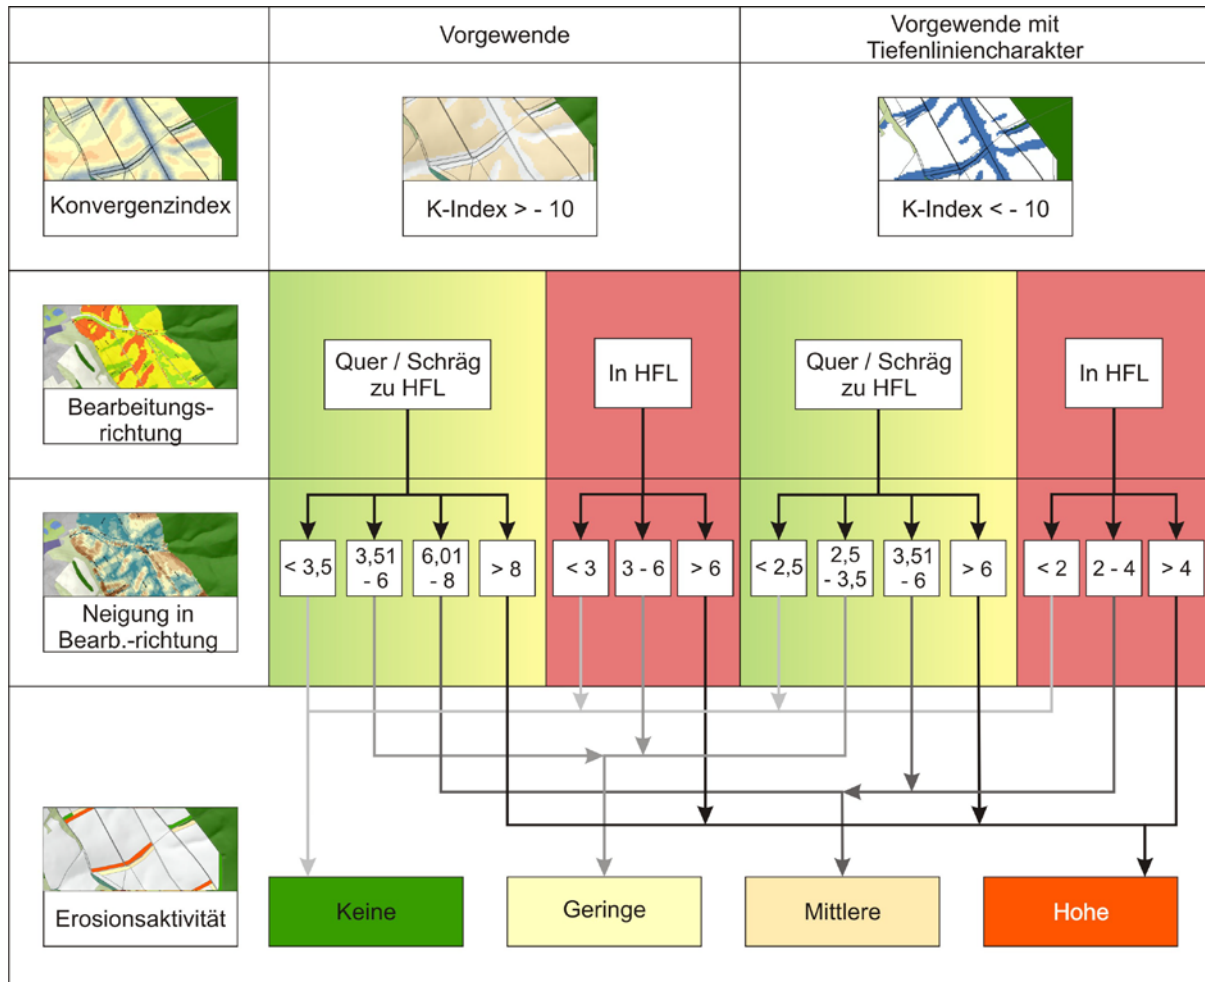 Vorgewende
Vorgewende mit
Tiefenliniencharakter
Konvergenzindex
K-Index > - 10
K-Index < - 10
Bearbeitungs-
richtung
Quer / Schräg
zu HFL
In HFL
Quer / Schräg
zu HFL
In HFL
Neigung in
Bearb.-richtung
< 3,5
3,51
- 6
6,01
- 8
> 8
< 3
3 - 6
> 6
< 2,5
2,5
- 3,5
3,51
- 6
> 6
< 2
2 - 4
> 4
Erosionsaktivität
Keine
Geringe
Mittlere
Hohe